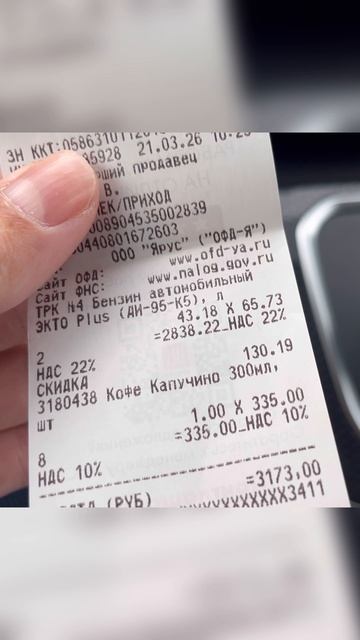 ЗН ККТ:0586310112
5928 21.03.26
ший продавец
В.
ЕК/ПРИХОД
008904535002839
0440801672603
ООО "Ярус" ("ОФД-Я")
Сайт ОФД: www.ofd-ya.ru
Сайт ФНС: www.nalog.gov.ru
ТРК №4 Бензин автомобильный
ЭКТО Plus (АИ-95-К5), л
43.18 X 65.73
=2838.22_НДС 22%
2
НДС 22%
СКИДКА 130.19
3180438 Кофе Капучино 300мл,
шт
1.00 X 335.00
=335.00_НДС 10%
8
НДС 10%
=3173,00
(РУБ)
XXXXXXXXXX3411